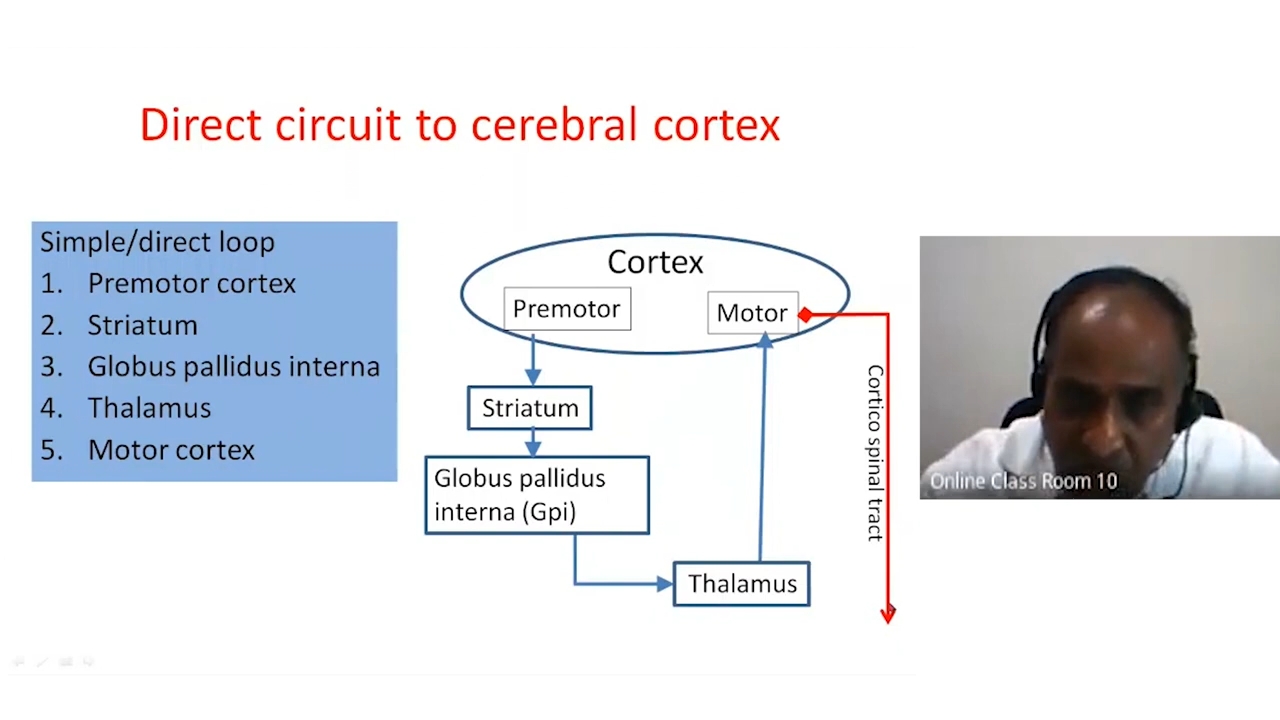 Direct circuit to cerebral cortex
Simple/direct loop
1. Premotor cortex
2. Striatum
3. Globus pallidus interna
4. Thalamus
5. Motor cortex
Cortex
Premotor
Motor
Striatum
Globus pallidus
interna (Gpi)
Thalamus
Cortico spinal tract
Online Class Room 10